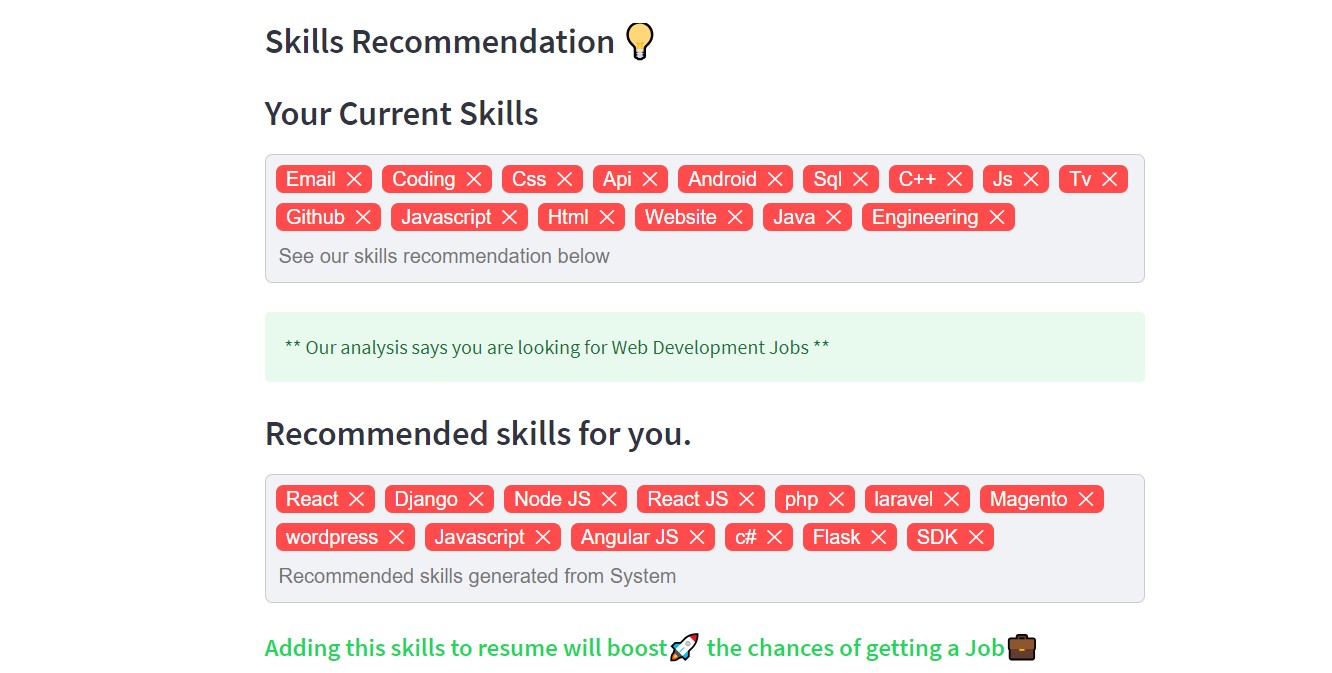 Skills Recommendation
Your Current Skills
Email Coding Css Api Android Sql C++ Js Tv
Github Javascript Html Website Java Engineering
See our skills recommendation below
** Our analysis says you are looking for Web Development Jobs **
Recommended skills for you.
React Django Node JS React JS php laravel Magento
wordpress Javascript Angular JS c# Flask SDK
Recommended skills generated from System
Adding this skills to resume will boost the chances of getting a Job